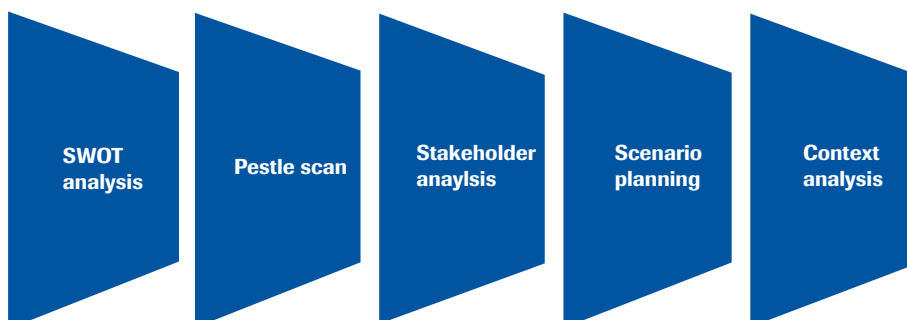 SWOT
analysis
Pestle scan
Stakeholder
anaylsis
Scenario
planning
Context
analysis